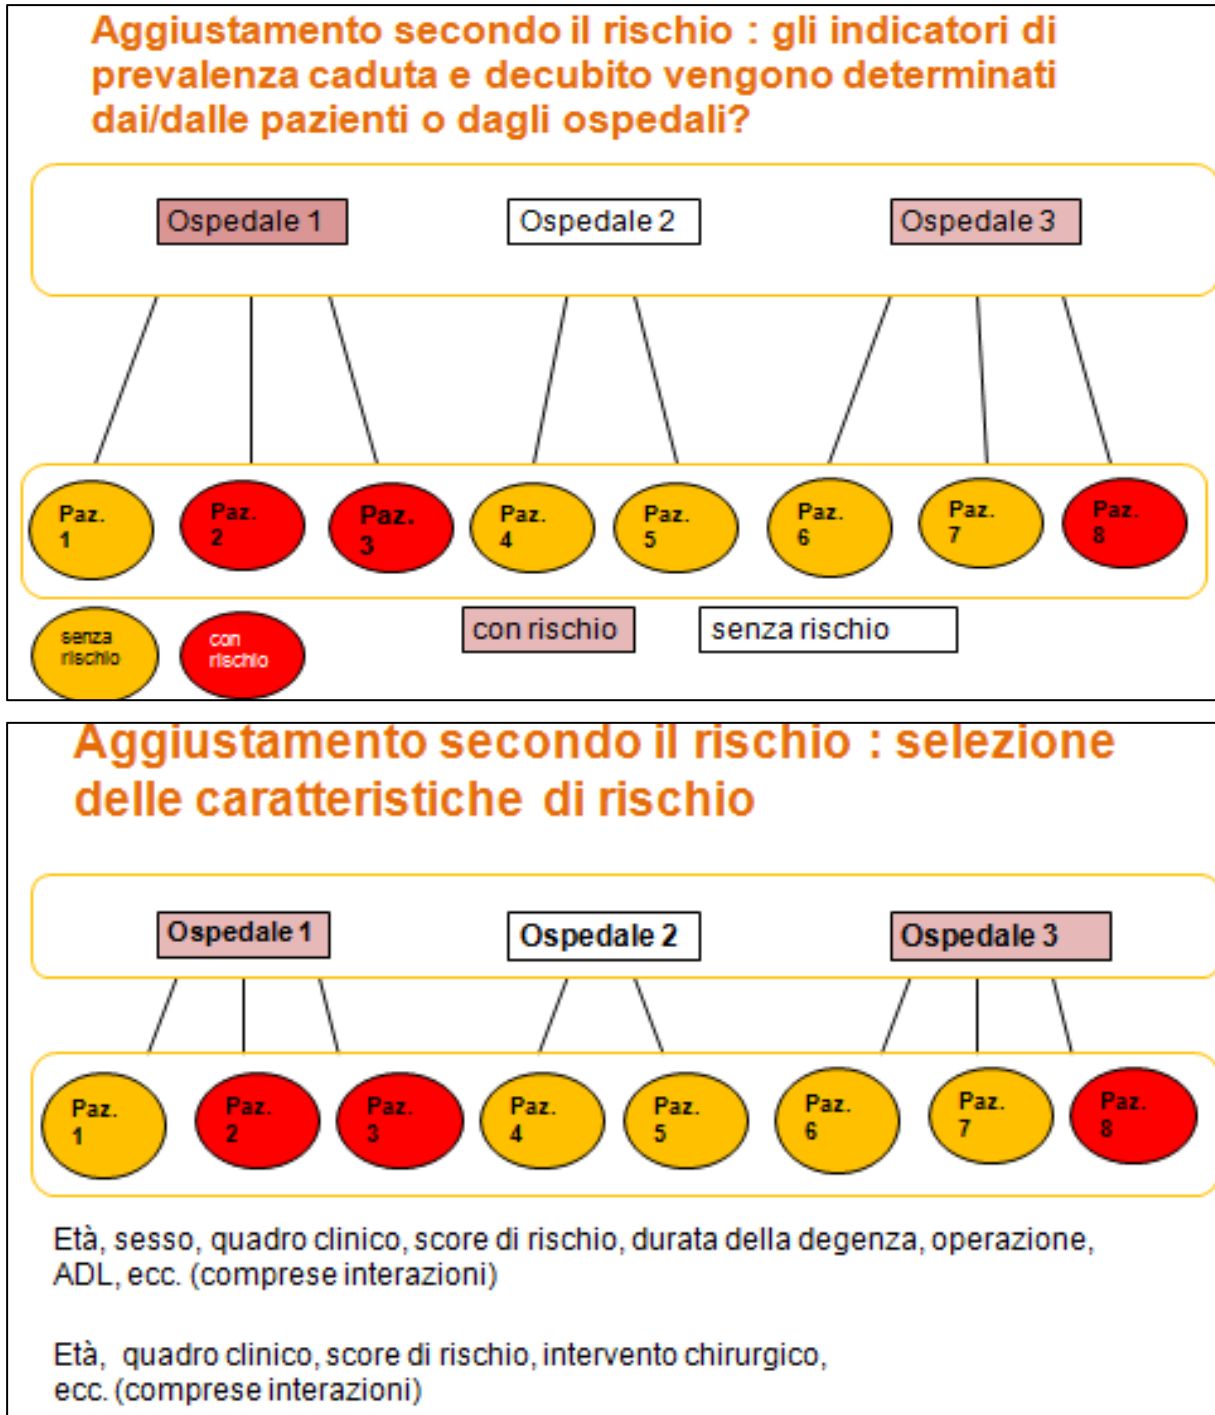 Aggiustamento secondo il rischio : gli indicatori di
prevalenza caduta e decubito vengono determinati
dai/dalle pazienti o dagli ospedali?
Ospedale 1
Ospedale 2
Ospedale 3
Paz.
1
Paz.
2
Paz.
3
Paz.
4
Paz.
5
Paz.
6
Paz.
7
Paz.
8
senza
rischio
con
rischio
con rischio
senza rischio
Aggiustamento secondo il rischio : selezione
delle caratteristiche di rischio
Ospedale 1
Ospedale 2
Ospedale 3
Paz.
1
Paz.
2
Paz.
3
Paz.
4
Paz.
5
Paz.
6
Paz.
7
Paz.
8
Età, sesso, quadro clinico, score di rischio, durata della degenza, operazione,
ADL, ecc. (comprese interazioni)
Età, quadro clinico, score di rischio, intervento chirurgico,
ecc. (comprese interazioni)